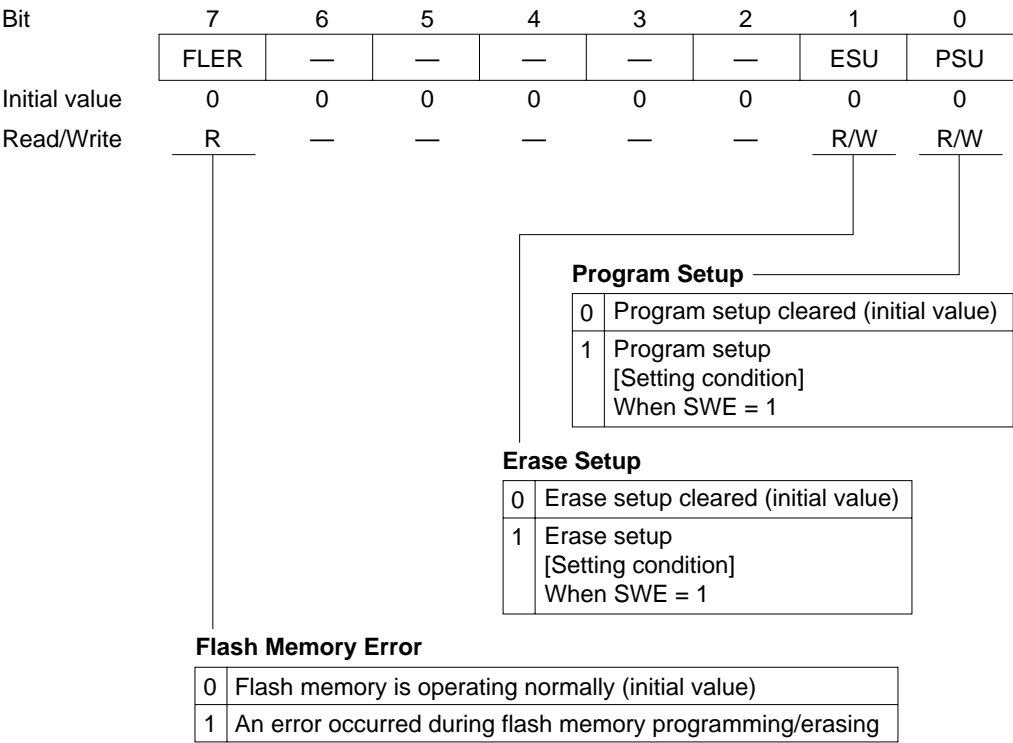 Bit 7 6 5 4 3 2 1 0
FLER — — — — — ESU PSU
Initial value 0 0 0 0 0 0 0 0
Read/Write R — — — — — R/W R/W
Program Setup
0 Program setup cleared (initial value)
1 Program setup
[Setting condition]
When SWE = 1
Erase Setup
0 Erase setup cleared (initial value)
1 Erase setup
[Setting condition]
When SWE = 1
Flash Memory Error
0 Flash memory is operating normally (initial value)
1 An error occurred during flash memory programming/erasing